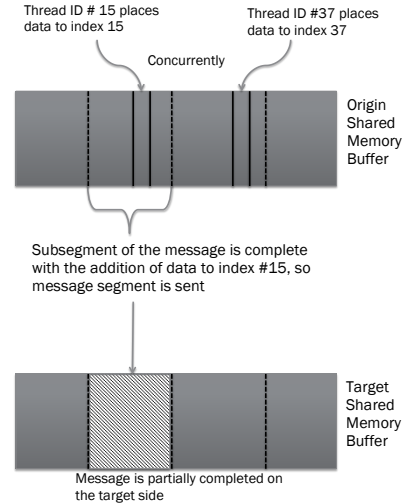 Thread ID # 15 places
data to index 15
Thread ID #37 places
data to index 37
Concurrently
Origin
Shared
Memory
Buffer
Subsegment of the message is complete
with the addition of data to index #15, so
message segment is sent
Target
Shared
Memory
Buffer
Message is partially completed on
the target side